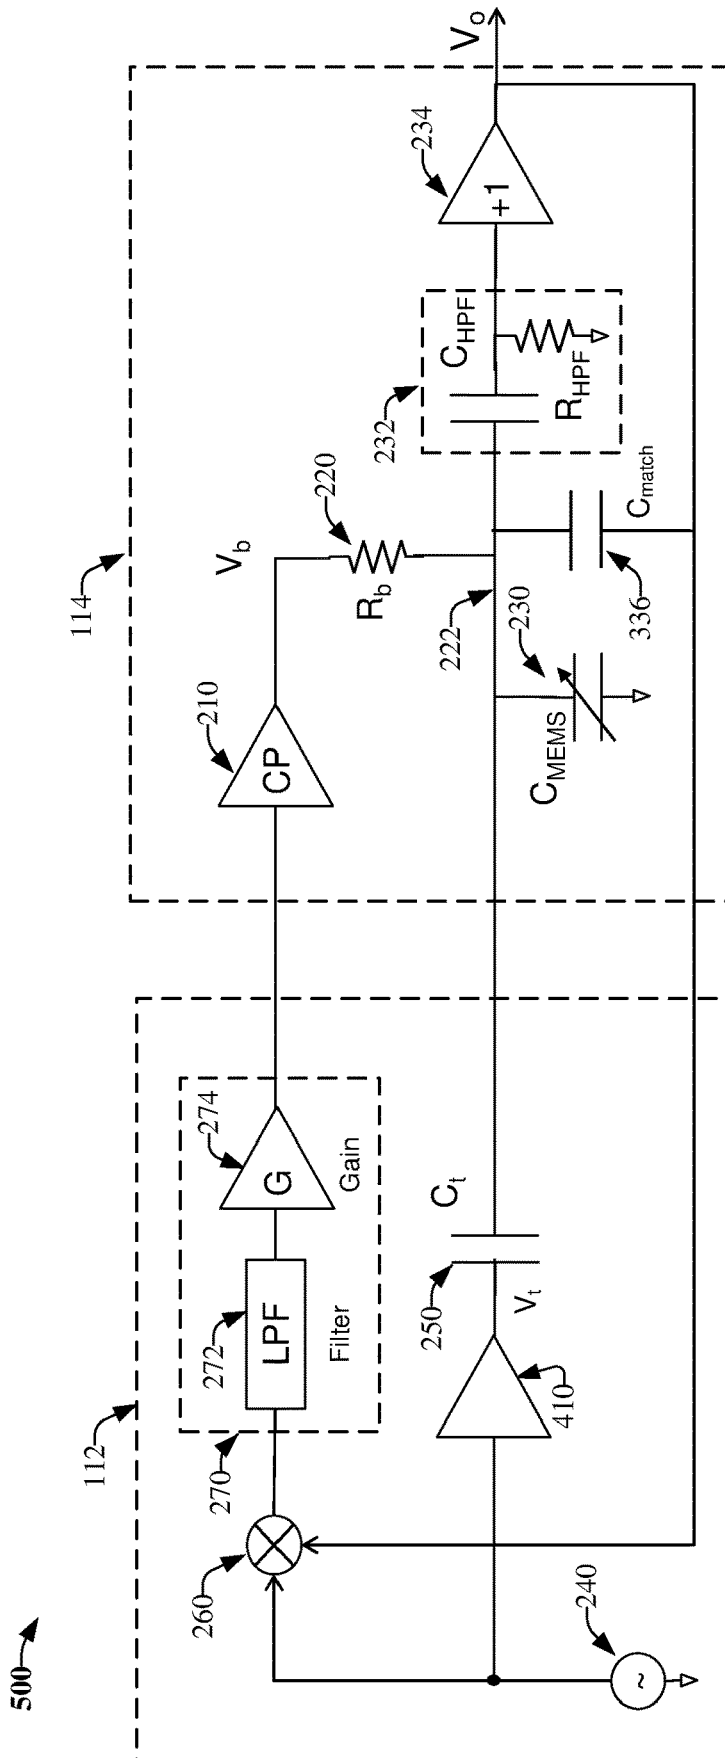 500
112
114
260
270
272
LPF
Filter
274
G
Gain
210
CP
V_b
220
R_b
222
240
~
410
V_t
250
C_t
C_MEMS
230
336
C_match
232
C_HPF
R_HPF
234
+1
V_o